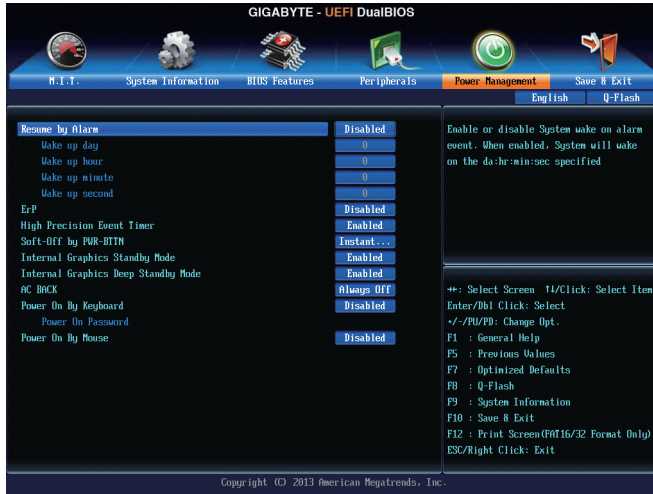 GIGABYTE - UEFI DualBIOS
M.I.T. System Information BIOS Features Peripherals Power Management Save & Exit
English Q-Flash
Resume by Alarm Disabled
Wake up day 0
Wake up hour 0
Wake up minute 0
Wake up second 0
ErP Disabled
High Precision Event Timer Enabled
Soft-Off by PWR-BTTN Instant...
Internal Graphics Standby Mode Enabled
Internal Graphics Deep Standby Mode Enabled
AC BACK Always Off
Power On By Keyboard Disabled
Power On Password
Power On By Mouse Disabled
Enable or disable System wake on alarm
event. When enabled, System will wake
on the da:hr:min:sec specified
→←: Select Screen ↑↓/Click: Select Item
Enter/Dbl Click: Select
+/-/PU/PD: Change Opt.
F1 : General Help
F5 : Previous Values
F7 : Optimized Defaults
F8 : Q-Flash
F9 : System Information
F10 : Save & Exit
F12 : Print Screen(FAT16/32 Format Only)
ESC/Right Click: Exit
Copyright (C) 2013 American Megatrends, Inc.